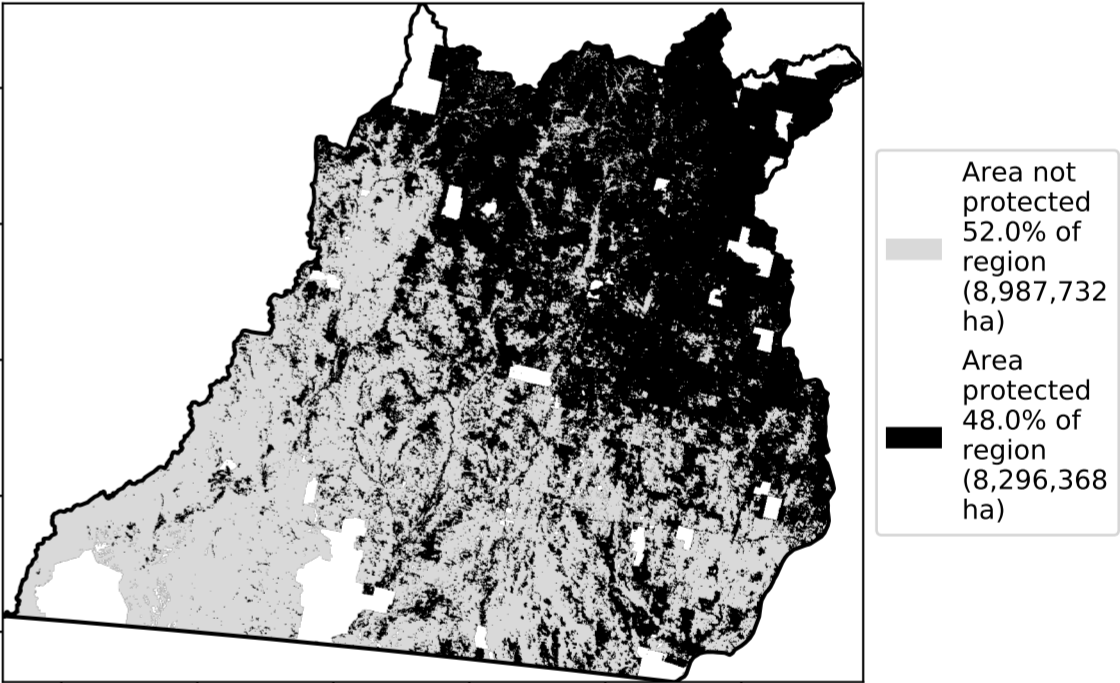 Area not
protected
52.0% of
region
(8,987,732
ha)
Area
protected
48.0% of
region
(8,296,368
ha)